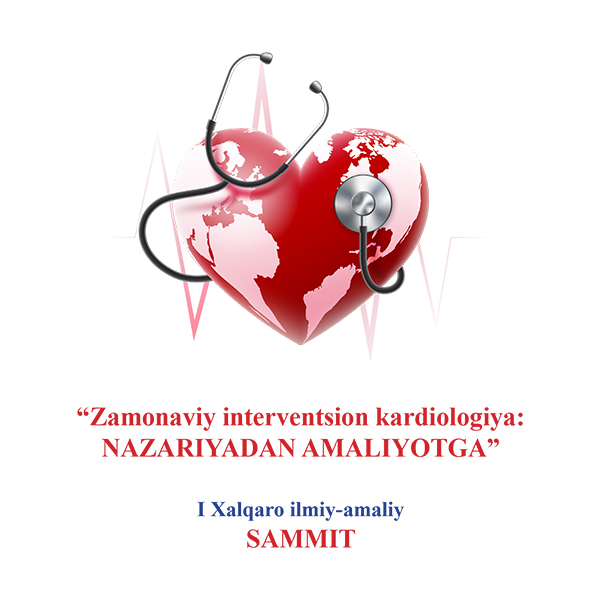 “Zamonaviy interventsion kardiologiya:
NAZARIYADAN AMALIYOTGA”
I Xalqaro ilmiy-amaliy
SAMMIT